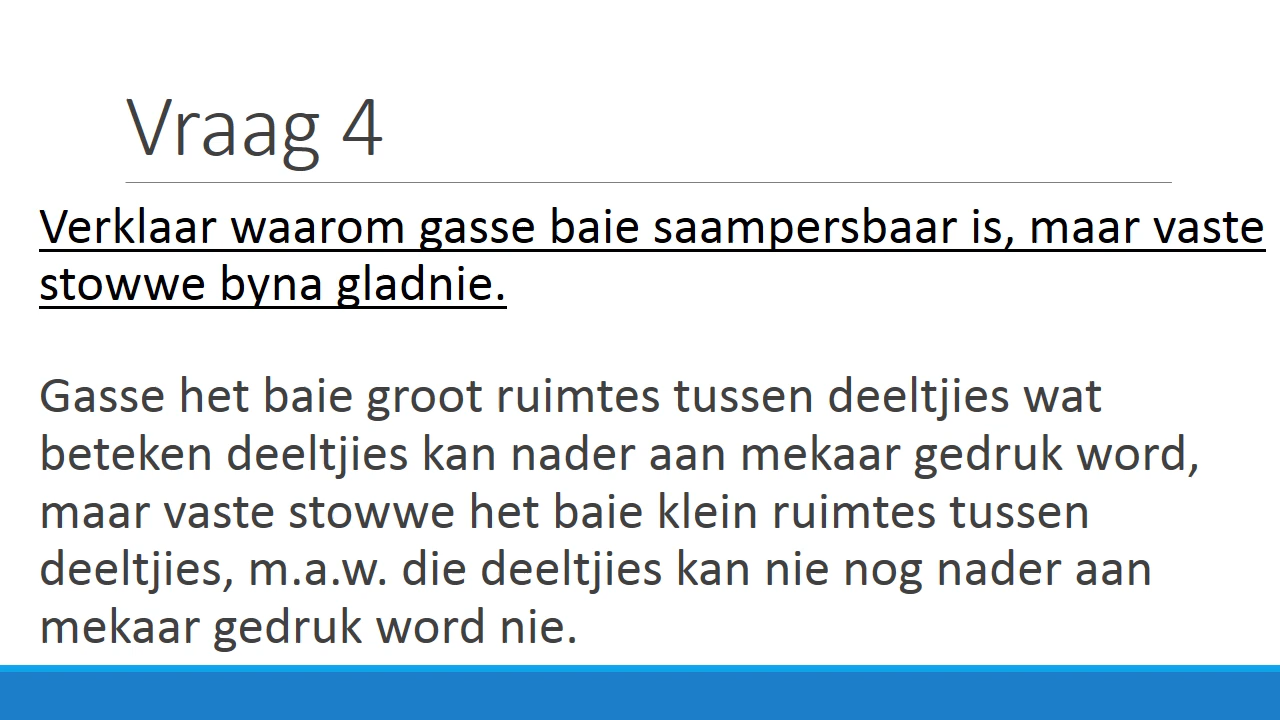 Vraag 4
Verklaar waarom gasse baie saampersbaar is, maar vaste
stowwe byna gladnie.
Gasse het baie groot ruimtes tussen deeltjies wat
beteken deeltjies kan nader aan mekaar gedruk word,
maar vaste stowwe het baie klein ruimtes tussen
deeltjies, m.a.w. die deeltjies kan nie nog nader aan
mekaar gedruk word nie.